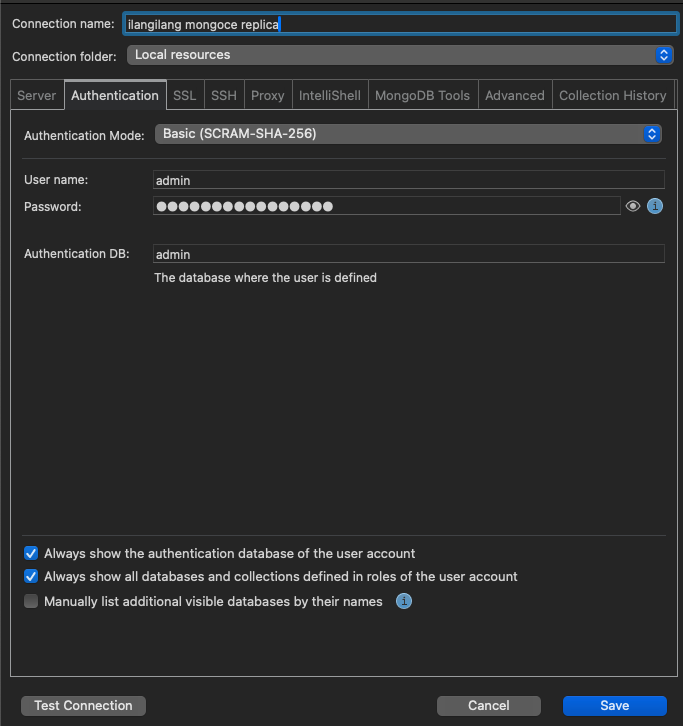 Connection name: ilangilang mongoce replica
Connection folder: Local resources
Server Authentication SSL SSH Proxy IntelliShell MongoDB Tools Advanced Collection History
Authentication Mode: Basic (SCRAM-SHA-256)
User name: admin
Password: ●●●●●●●●●●●●●●●●
Authentication DB: admin
The database where the user is defined
Always show the authentication database of the user account
Always show all databases and collections defined in roles of the user account
Manually list additional visible databases by their names
Test Connection Cancel Save